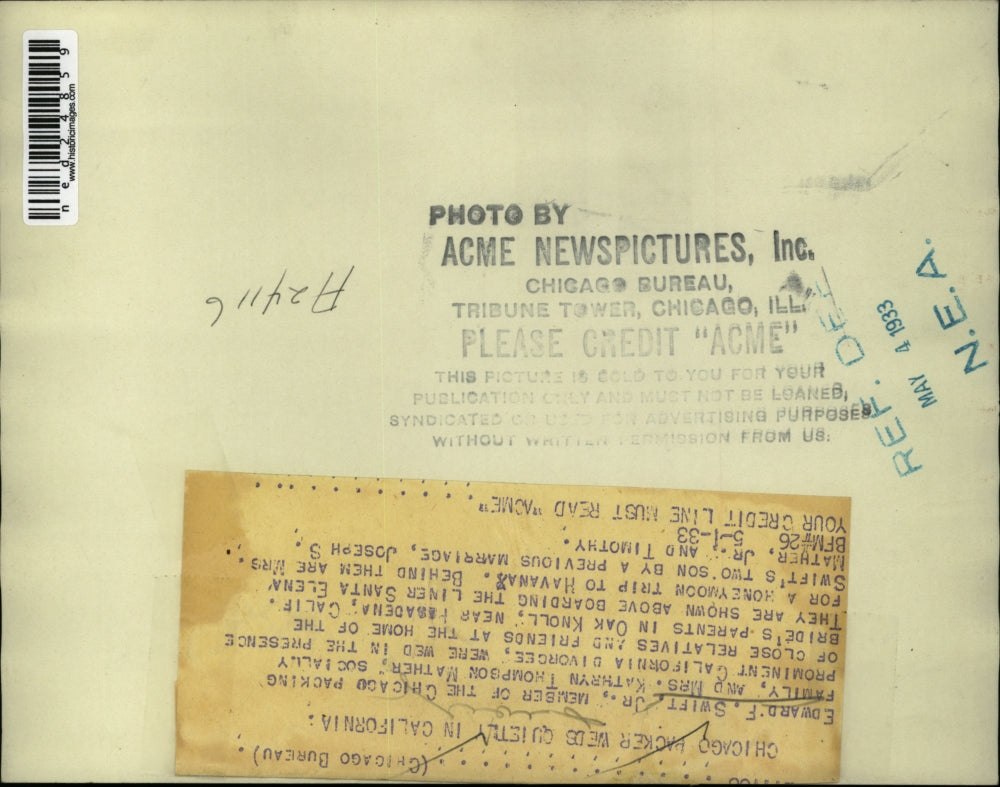 ned24859
www.historicimages.com
PHOTO BY
ACME NEWSPICTURES, Inc.
CHICAGO BUREAU,
TRIBUNE TOWER, CHICAGO, ILL.
PLEASE CREDIT "ACME"
THIS PICTURE IS SOLD TO YOU FOR YOUR
PUBLICATION ONLY AND MUST NOT BE LOANED,
SYNDICATED OR USED FOR ADVERTISING PURPOSES
WITHOUT WRITTEN PERMISSION FROM US.
REF. DEPT
MAY 4 1933
N.E.A.
A24116
(CHICAGO BUREAU)
CHICAGO PACKER WEDS QUIETLY IN CALIFORNIA:
EDWARD F. SWIFT, JR., MEMBER OF THE CHICAGO PACKING
FAMILY, AND MRS. KATHRYN THOMPSON MATHER, SOCIALLY
PROMINENT CALIFORNIA DIVORCEE, WERE WED IN THE PRESENCE
OF CLOSE RELATIVES AND FRIENDS AT THE HOME OF THE
BRIDE'S PARENTS IN OAK KNOLL, NEAR PASADENA, CALIF.
THEY ARE SHOWN ABOVE BOARDING THE LINER SANTA ELENA
FOR A HONEYMOON TRIP TO HAVANA. BEHIND THEM ARE MRS.
SWIFT'S TWO SON BY A PREVIOUS MARRIAGE, JOSEPH S
MATHER, JR., AND TIMOTHY.
BFM#26 5-1-33
YOUR CREDIT LINE MUST READ "ACME"